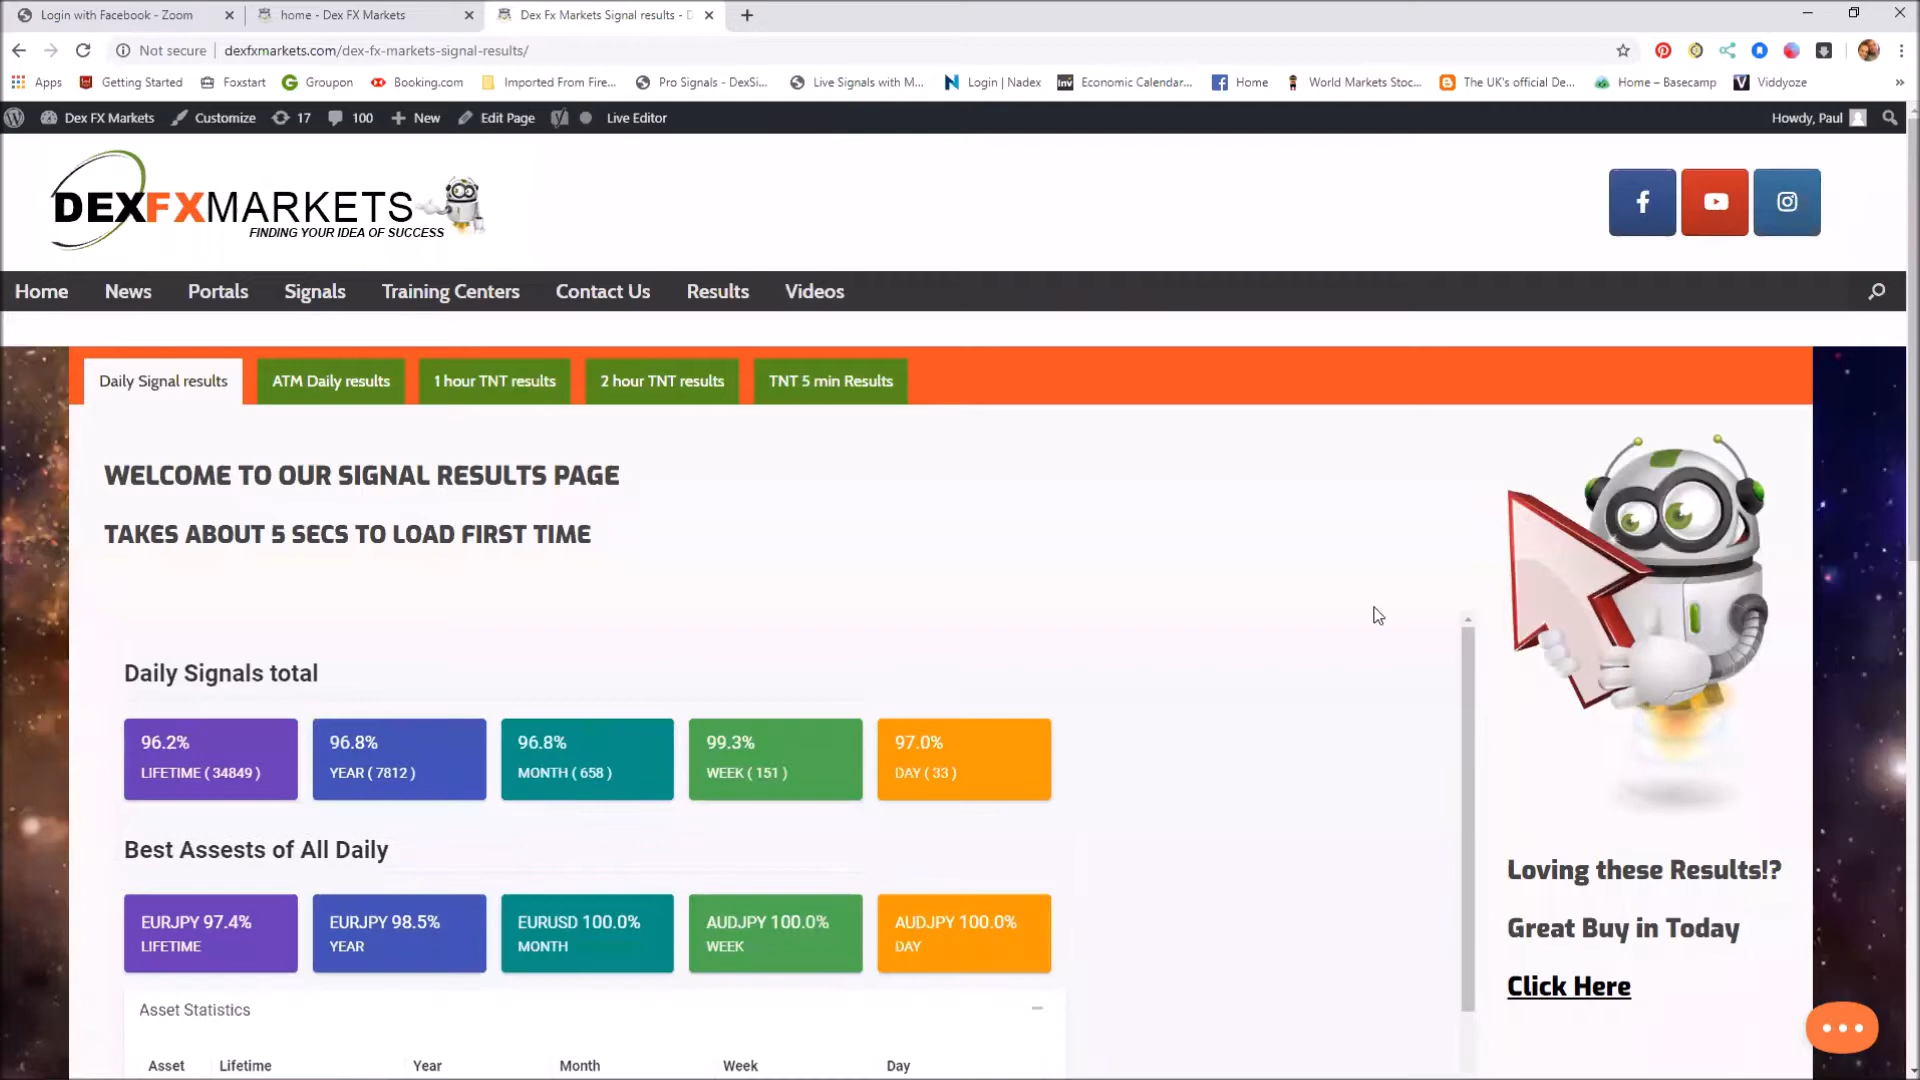 Login with Facebook - Zoom
home - Dex FX Markets
Dex Fx Markets Signal results - D
Not secure | dexfxmarkets.com/dex-fx-markets-signal-results/
Apps Getting Started Foxstart Groupon Booking.com Imported From Fire... Pro Signals - DexSi... Live Signals with M... Login | Nadex Economic Calendar... Home World Markets Stoc... The UK's official De... Home – Basecamp Viddyoze »
Dex FX Markets Customize 17 100 New Edit Page Live Editor Howdy, Paul
DEXFXMARKETS
FINDING YOUR IDEA OF SUCCESS
Home News Portals Signals Training Centers Contact Us Results Videos
Daily Signal results ATM Daily results 1 hour TNT results 2 hour TNT results TNT 5 min Results
WELCOME TO OUR SIGNAL RESULTS PAGE
TAKES ABOUT 5 SECS TO LOAD FIRST TIME
Daily Signals total
96.2% 96.8% 96.8% 99.3% 97.0%
LIFETIME ( 34849 ) YEAR ( 7812 ) MONTH ( 658 ) WEEK ( 151 ) DAY ( 33 )
Best Assests of All Daily
EURJPY 97.4% EURJPY 98.5% EURUSD 100.0% AUDJPY 100.0% AUDJPY 100.0%
LIFETIME YEAR MONTH WEEK DAY
Asset Statistics
Asset Lifetime Year Month Week Day
Loving these Results!?
Great Buy in Today
Click Here